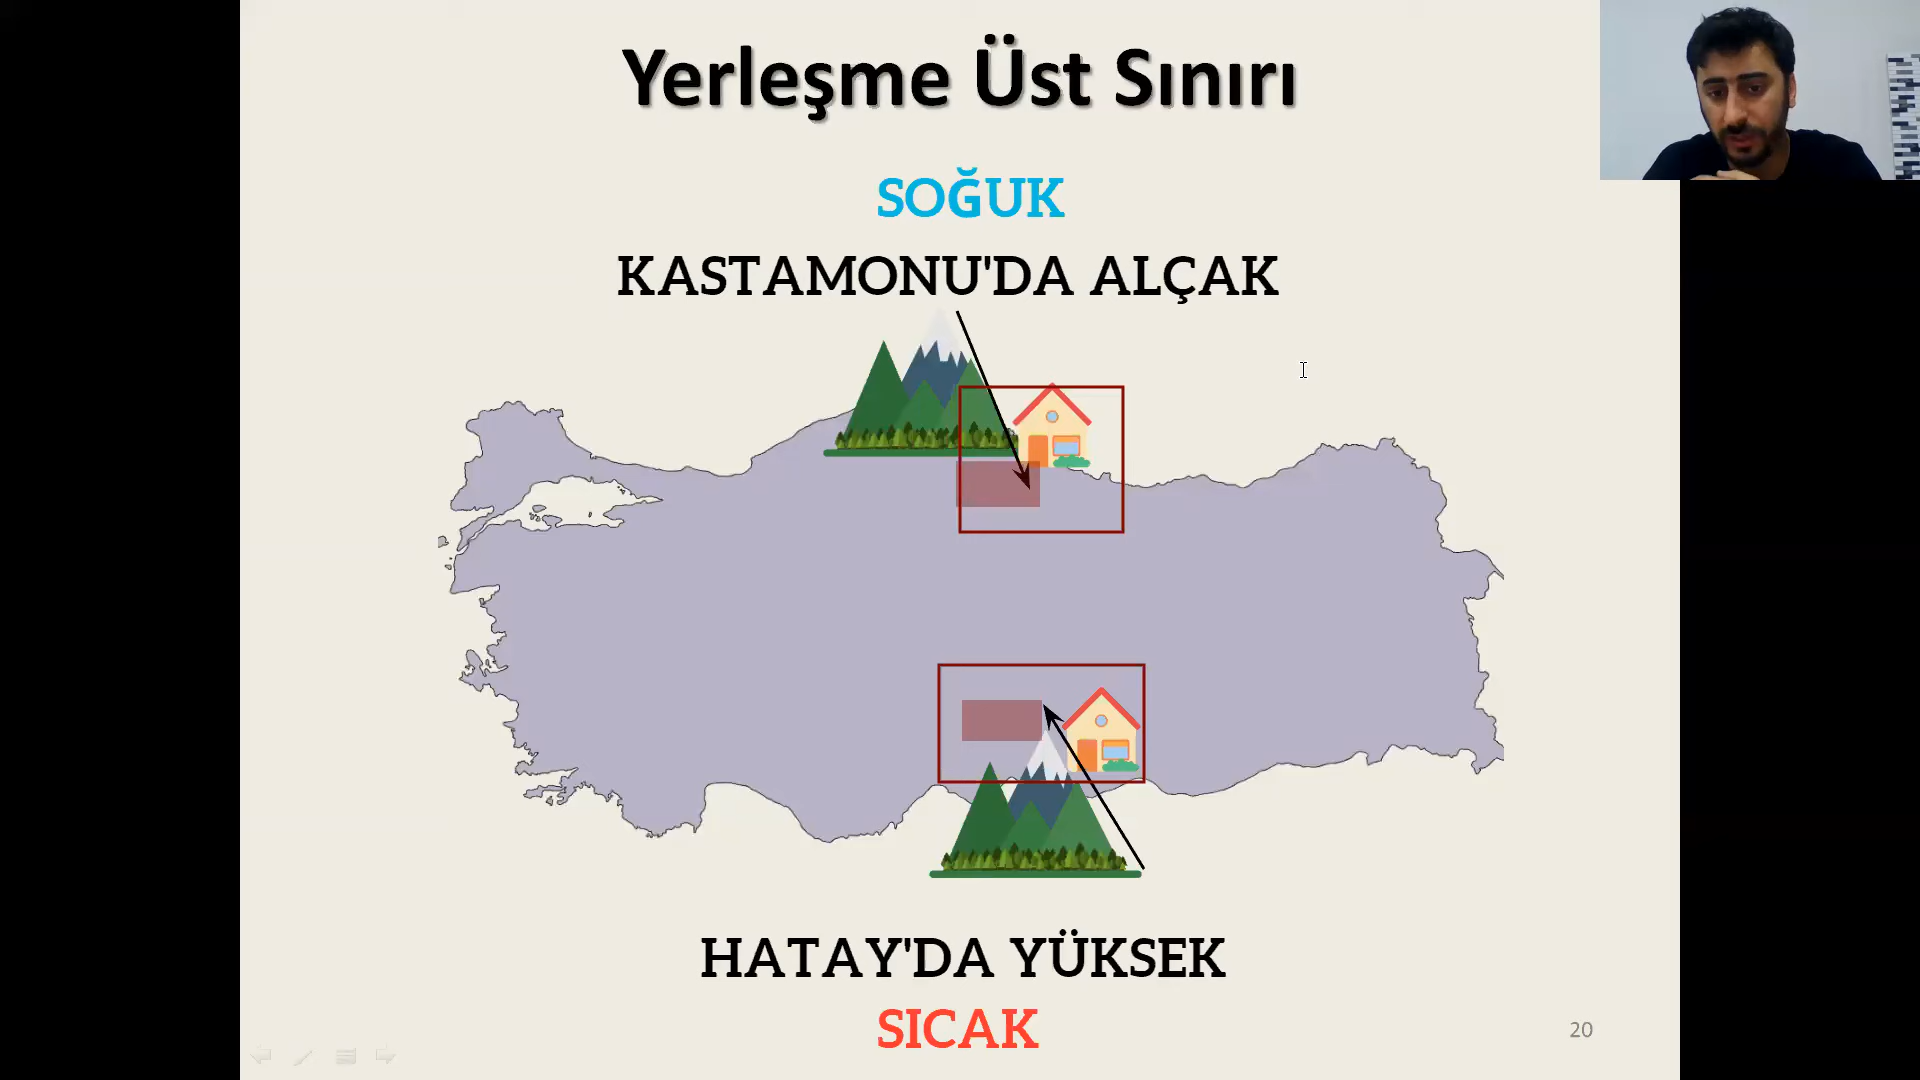 Yerleşme Üst Sınırı
SOĞUK
KASTAMONU'DA ALÇAK
HATAY'DA YÜKSEK
SICAK
20